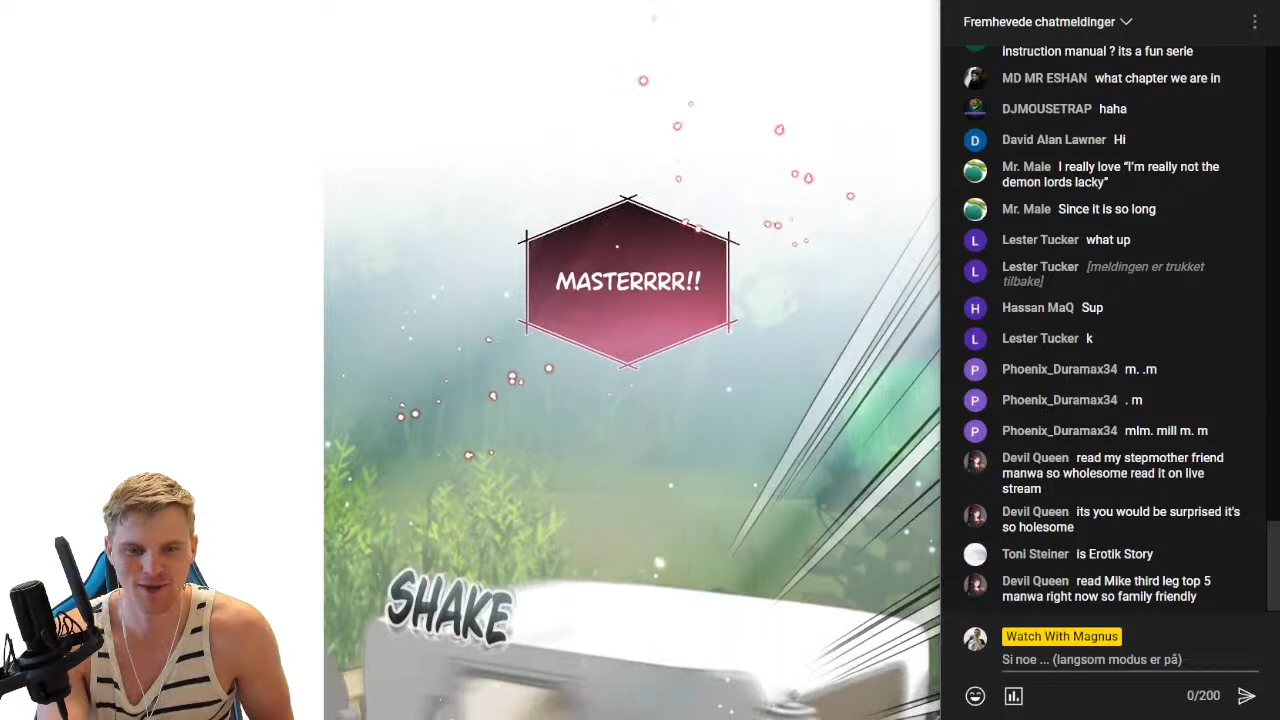 MASTERRRR!!
SHAKE
Fremhevede chatmeldinger
instruction manual ? its a fun serie
MD MR ESHAN what chapter we are in
DJMOUSETRAP haha
D David Alan Lawner Hi
Mr. Male I really love “I’m really not the
demon lords lacky”
Mr. Male Since it is so long
L Lester Tucker what up
L Lester Tucker [meldingen er trukket
tilbake]
H Hassan MaQ Sup
L Lester Tucker k
P Phoenix_Duramax34 m. .m
P Phoenix_Duramax34 . m
P Phoenix_Duramax34 mlm. mill m. m
Devil Queen read my stepmother friend
manwa so wholesome read it on live
stream
Devil Queen its you would be surprised it's
so holesome
Toni Steiner is Erotik Story
Devil Queen read Mike third leg top 5
manwa right now so family friendly
Watch With Magnus
Si noe ... (langsom modus er på)
0/200